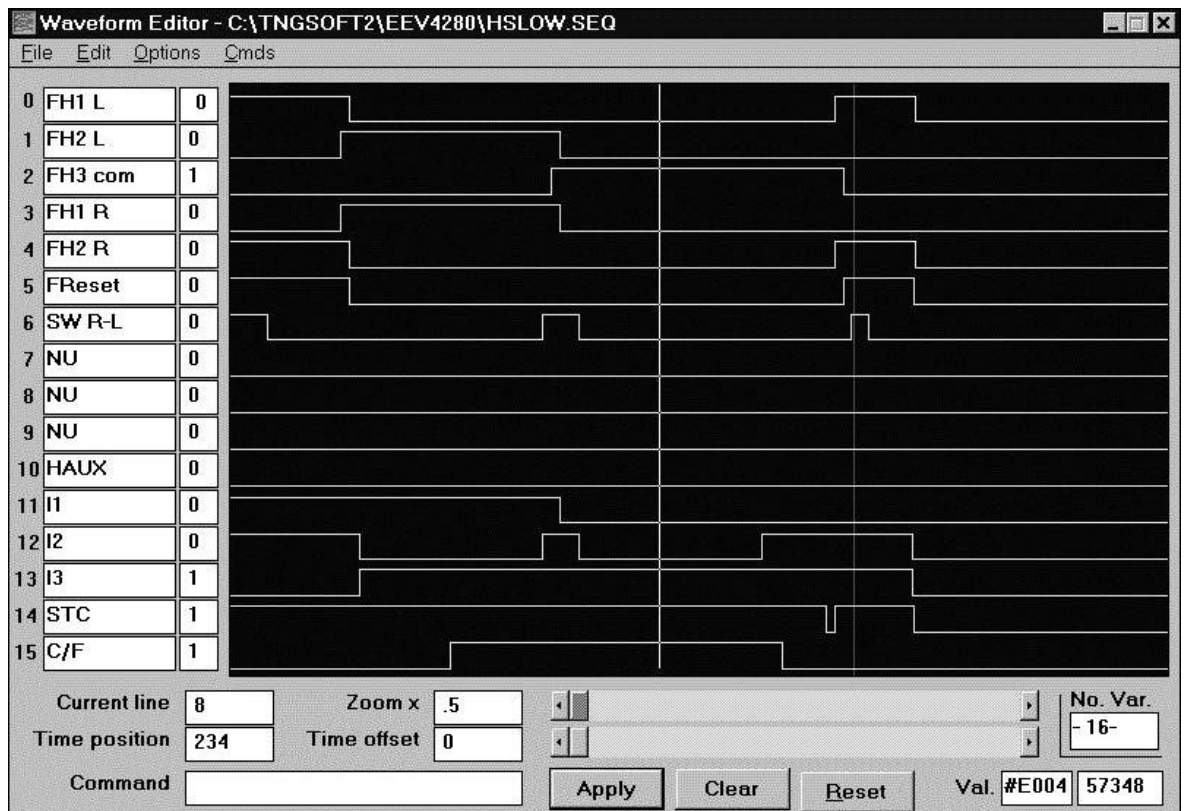 Waveform Editor - C:\TNGSOFT2\EEV4280\HSLOW.SEQ
File Edit Options Cmds
0 FH1 L 0
1 FH2 L 0
2 FH3 com 1
3 FH1 R 0
4 FH2 R 0
5 FReset 0
6 SW R-L 0
7 NU 0
8 NU 0
9 NU 0
10 HAUX 0
11 I1 0
12 I2 0
13 I3 1
14 STC 1
15 C/F 1
Current line 8 Zoom x .5 No. Var.
Time position 234 Time offset 0 - 16-
Command Apply Clear Reset Val. #E004 57348